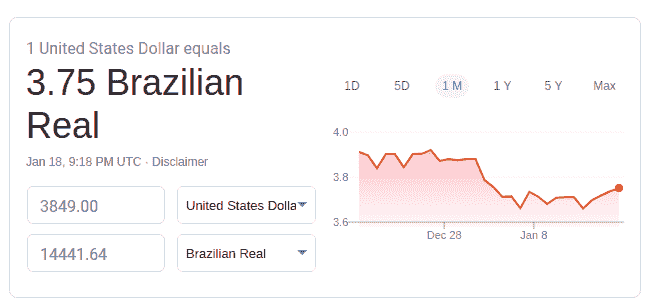 1 United States Dollar equals
3.75 Brazilian
Real
Jan 18, 9:18 PM UTC · Disclaimer
3849.00
United States Dolla
14441.64
Brazilian Real
1D 5D 1 M 1 Y 5 Y Max
4.0
3.8
3.6
Dec 28 Jan 8